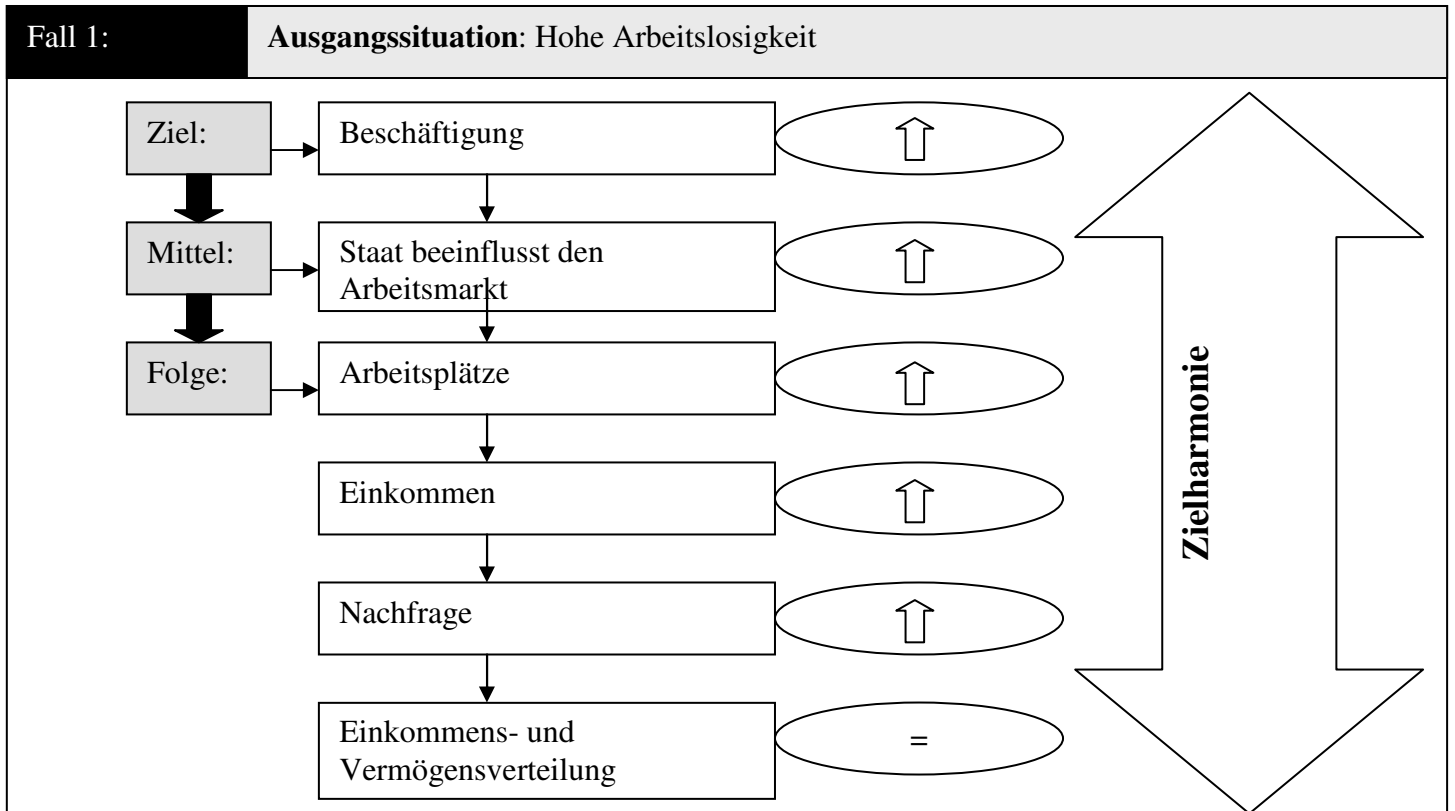 Fall 1:
Ausgangssituation: Hohe Arbeitslosigkeit
Ziel:
Beschäftigung
Mittel:
Staat beeinflusst den
Arbeitsmarkt
Folge:
Arbeitsplätze
Einkommen
Nachfrage
Einkommens- und
Vermögensverteilung
=
Zielharmonie